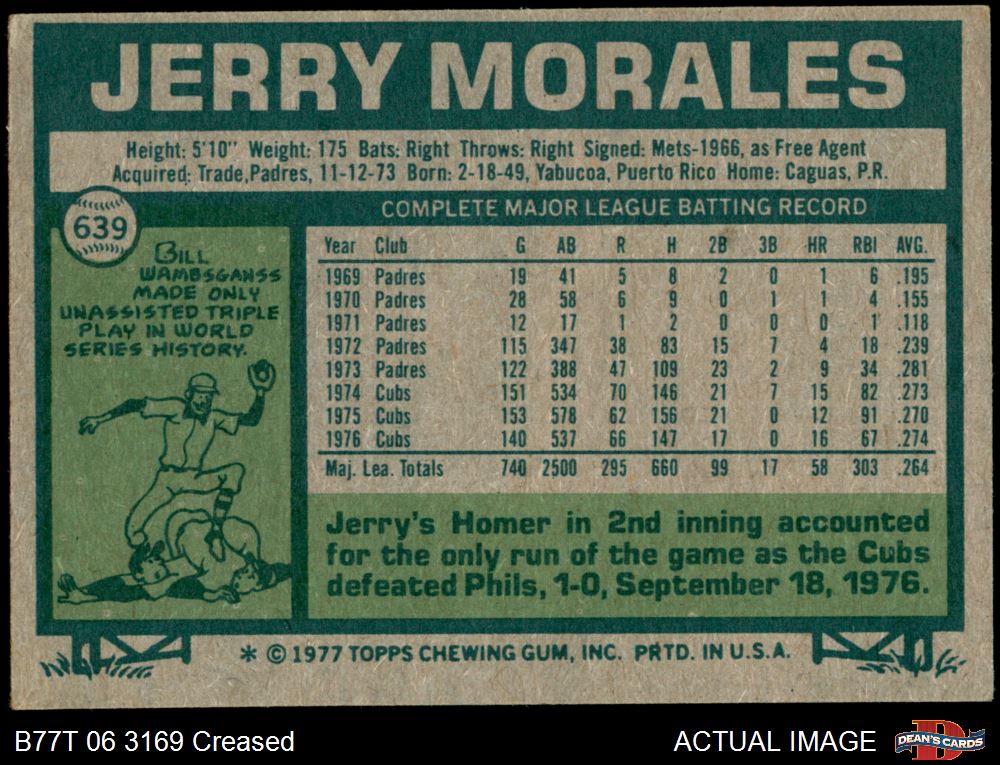 JERRY MORALES
Height: 5'10" Weight: 175 Bats: Right Throws: Right Signed: Mets-1966, as Free Agent
Acquired: Trade,Padres, 11-12-73 Born: 2-18-49, Yabucoa, Puerto Rico Home: Caguas, P.R.
639
BILL
WAMBSGANSS
MADE ONLY
UNASSISTED TRIPLE
PLAY IN WORLD
SERIES HISTORY.
COMPLETE MAJOR LEAGUE BATTING RECORD
Year Club G AB R H 2B 3B HR RBI AVG.
1969 Padres 19 41 5 8 2 0 1 6 .195
1970 Padres 28 58 6 9 0 1 1 4 .155
1971 Padres 12 17 1 2 0 0 0 1 .118
1972 Padres 115 347 38 83 15 7 4 18 .239
1973 Padres 122 388 47 109 23 2 9 34 .281
1974 Cubs 151 534 70 146 21 7 15 82 .273
1975 Cubs 153 578 62 156 21 0 12 91 .270
1976 Cubs 140 537 66 147 17 0 16 67 .274
Maj. Lea. Totals 740 2500 295 660 99 17 58 303 .264
Jerry's Homer in 2nd inning accounted
for the only run of the game as the Cubs
defeated Phils, 1-0, September 18, 1976.
* © 1977 TOPPS CHEWING GUM, INC. PRTD. IN U.S.A.
B77T 06 3169 Creased
ACTUAL IMAGE
D
DEAN'S CARDS